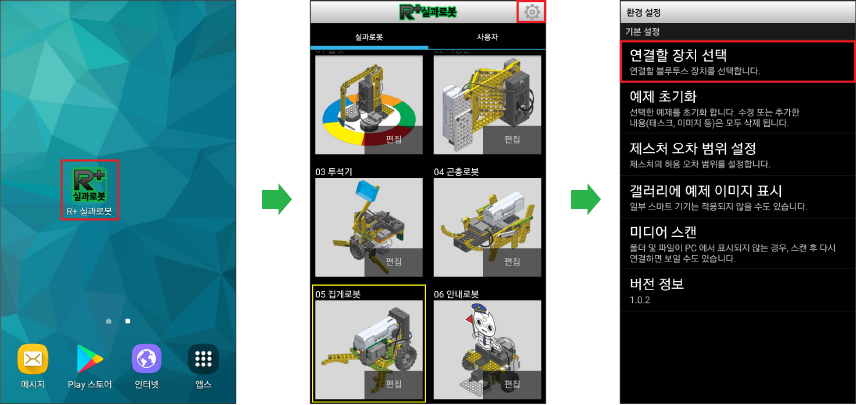 R+
실과로봇
R+ 실과로봇
메시지
Play 스토어
인터넷
앱스
R+실과로봇
실과로봇
사용자
편집
편집
03 투석기
04 곤충로봇
편집
편집
05 집게로봇
06 안내로봇
편집
편집
환경 설정
기본 설정
연결할 장치 선택
연결할 블루투스 장치를 선택합니다.
예제 초기화
선택한 예제를 초기화 합니다. 수정 또는 추가한
내용(태스크, 이미지 등)은 모두 삭제 됩니다.
제스처 오차 범위 설정
제스처의 허용 오차 범위를 설정합니다.
갤러리에 예제 이미지 표시
일부 스마트 기기는 적용되지 않을 수도 있습니다.
미디어 스캔
폴더 및 파일이 PC 에서 표시되지 않는 경우, 스캔 후 다시
연결하면 보일 수도 있습니다.
버전 정보
1.0.2